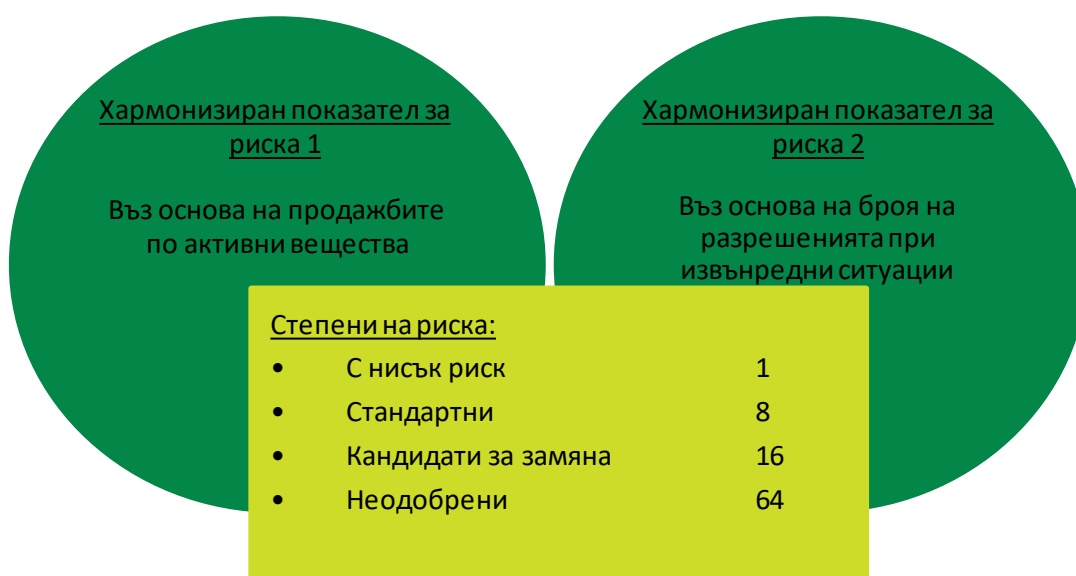 Хармонизиран показател за
риска 1
Въз основа на продажбите
по активни вещества
Хармонизиран показател за
риска 2
Въз основа на броя на
разрешенията при
извънредни ситуации
Степени на риска:
• С нисък риск 1
• Стандартни 8
• Кандидати за замяна 16
• Неодобрени 64